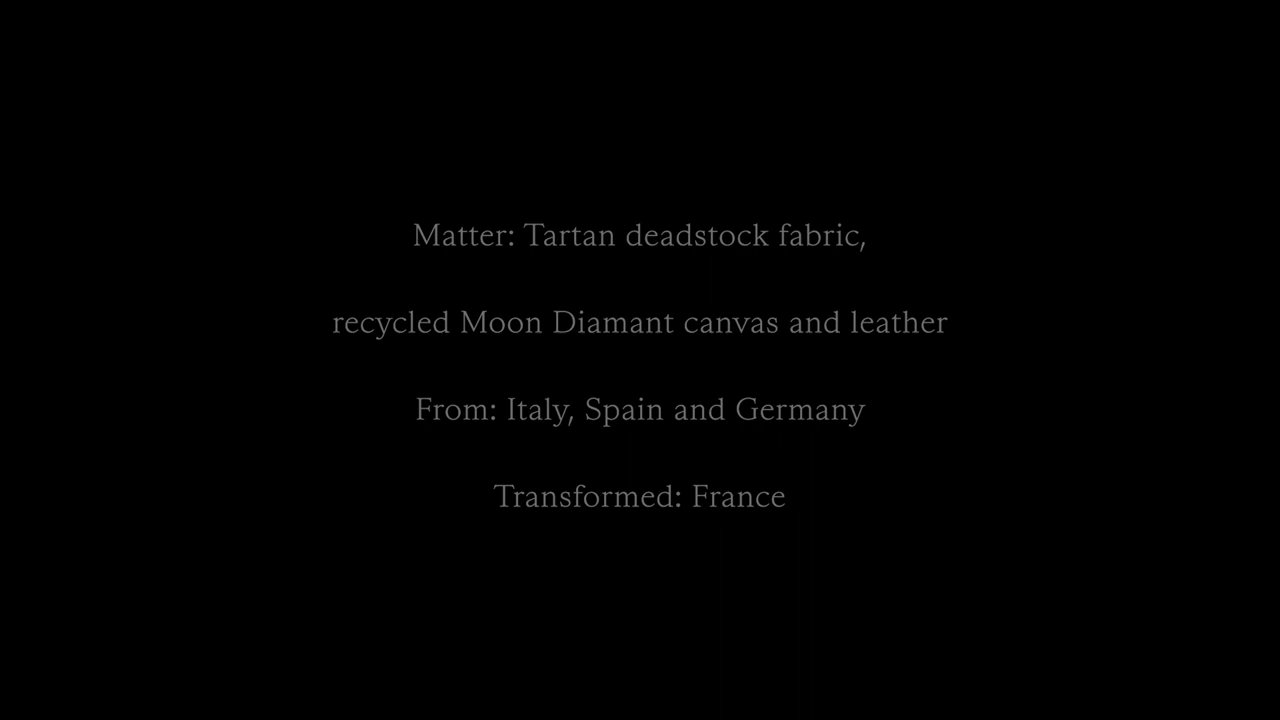 Matter: Tartan deadstock fabric,
recycled Moon Diamant canvas and leather
From: Italy, Spain and Germany
Transformed: France